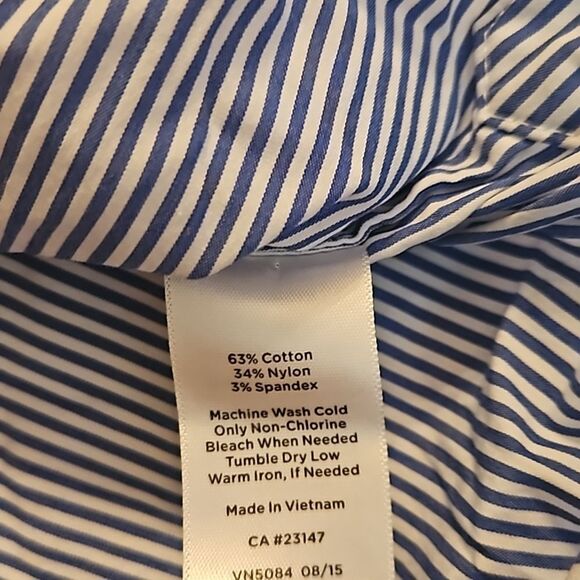 63% Cotton
34% Nylon
3% Spandex
Machine Wash Cold
Only Non-Chlorine
Bleach When Needed
Tumble Dry Low
Warm Iron, If Needed
Made In Vietnam
CA #23147
VN5084 08/15